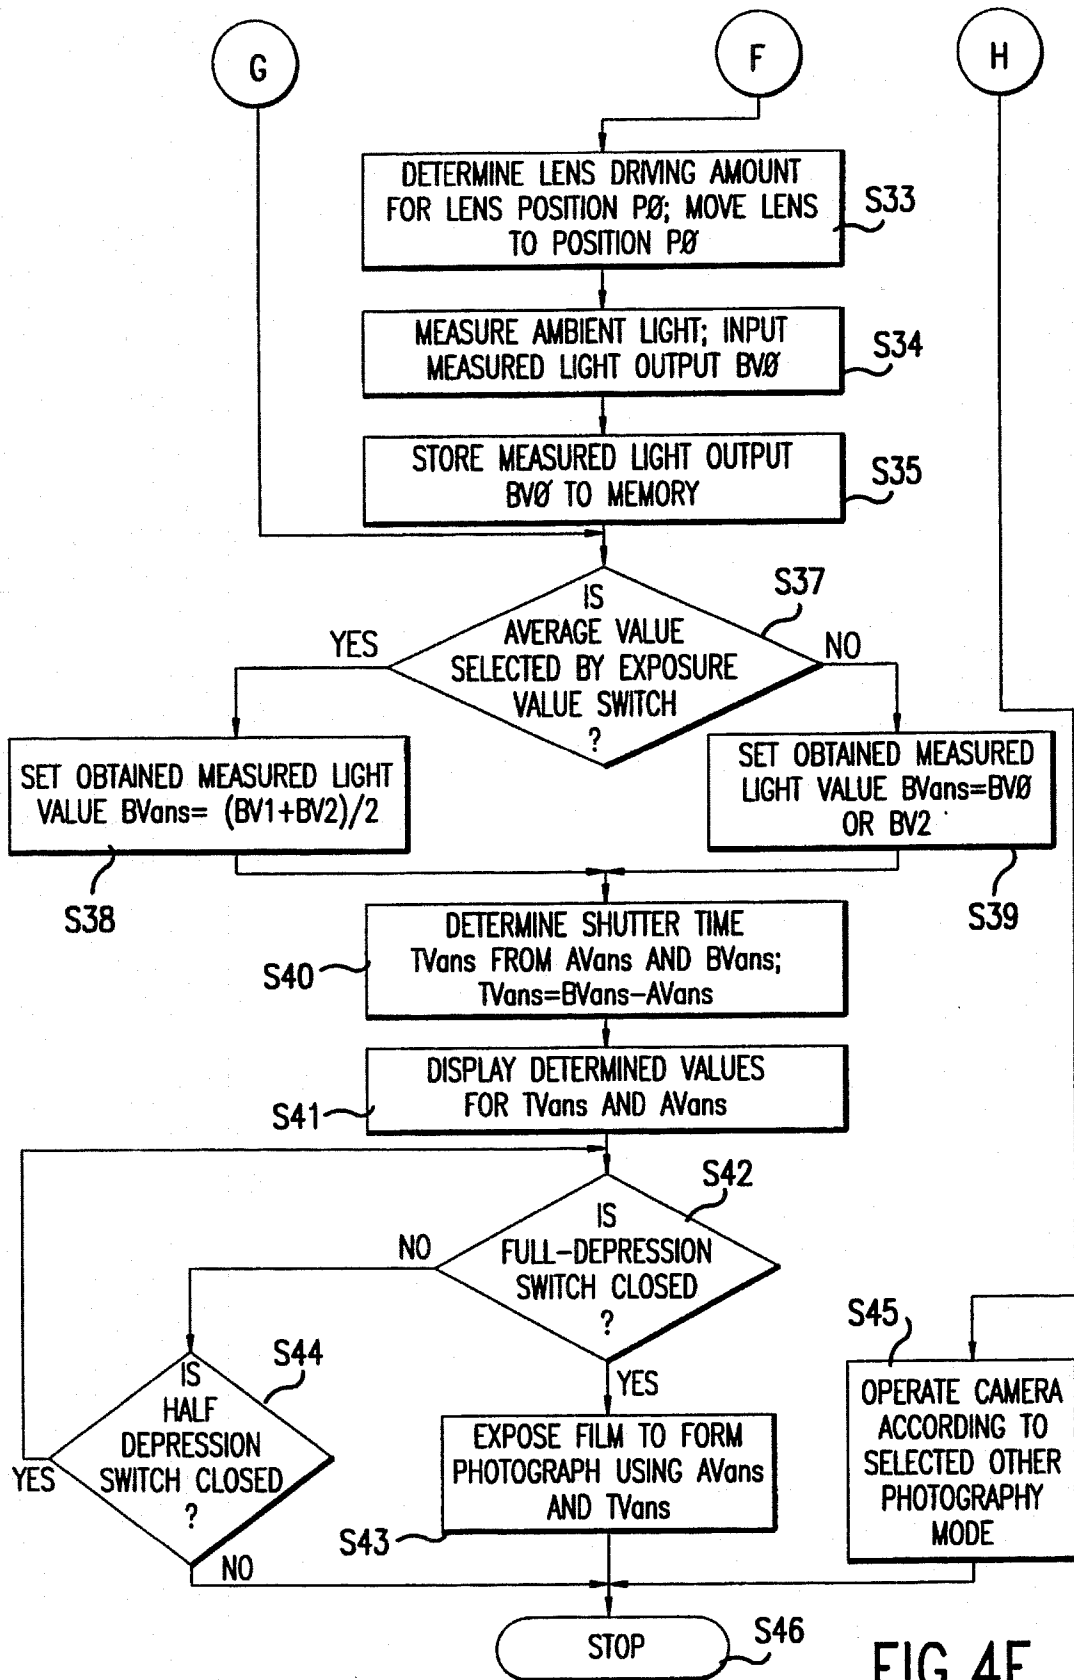 G
F
H
DETERMINE LENS DRIVING AMOUNT
FOR LENS POSITION PØ; MOVE LENS
TO POSITION PØ
S33
MEASURE AMBIENT LIGHT; INPUT
MEASURED LIGHT OUTPUT BVØ
S34
STORE MEASURED LIGHT OUTPUT
BVØ TO MEMORY
S35
IS
AVERAGE VALUE
SELECTED BY EXPOSURE
VALUE SWITCH
?
S37
YES
NO
SET OBTAINED MEASURED LIGHT
VALUE BVans= (BV1+BV2)/2
S38
SET OBTAINED MEASURED
LIGHT VALUE BVans=BVØ
OR BV2
S39
DETERMINE SHUTTER TIME
TVans FROM AVans AND BVans;
TVans=BVans-AVans
S40
DISPLAY DETERMINED VALUES
FOR TVans AND AVans
S41
IS
FULL-DEPRESSION
SWITCH CLOSED
?
S42
NO
YES
IS
HALF
DEPRESSION
SWITCH CLOSED
?
S44
YES
NO
EXPOSE FILM TO FORM
PHOTOGRAPH USING AVans
AND TVans
S43
S45
OPERATE CAMERA
ACCORDING TO
SELECTED OTHER
PHOTOGRAPHY
MODE
STOP
S46